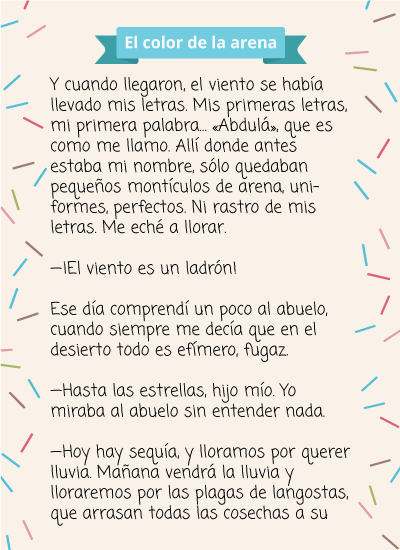 El color de la arena
Y cuando llegaron, el viento se había
llevado mis letras. Mis primeras letras,
mi primera palabra... «Abdulá», que es
como me llamo. Allí donde antes
estaba mi nombre, sólo quedaban
pequeños montículos de arena, uni-
formes, perfectos. Ni rastro de mis
letras. Me eché a llorar.
—¡El viento es un ladrón!
Ese día comprendí un poco al abuelo,
cuando siempre me decía que en el
desierto todo es efímero, fugaz.
—Hasta las estrellas, hijo mío. Yo
miraba al abuelo sin entender nada.
—Hoy hay sequía, y lloramos por querer
lluvia. Mañana vendrá la lluvia y
lloraremos por las plagas de langostas,
que arrasan todas las cosechas a su